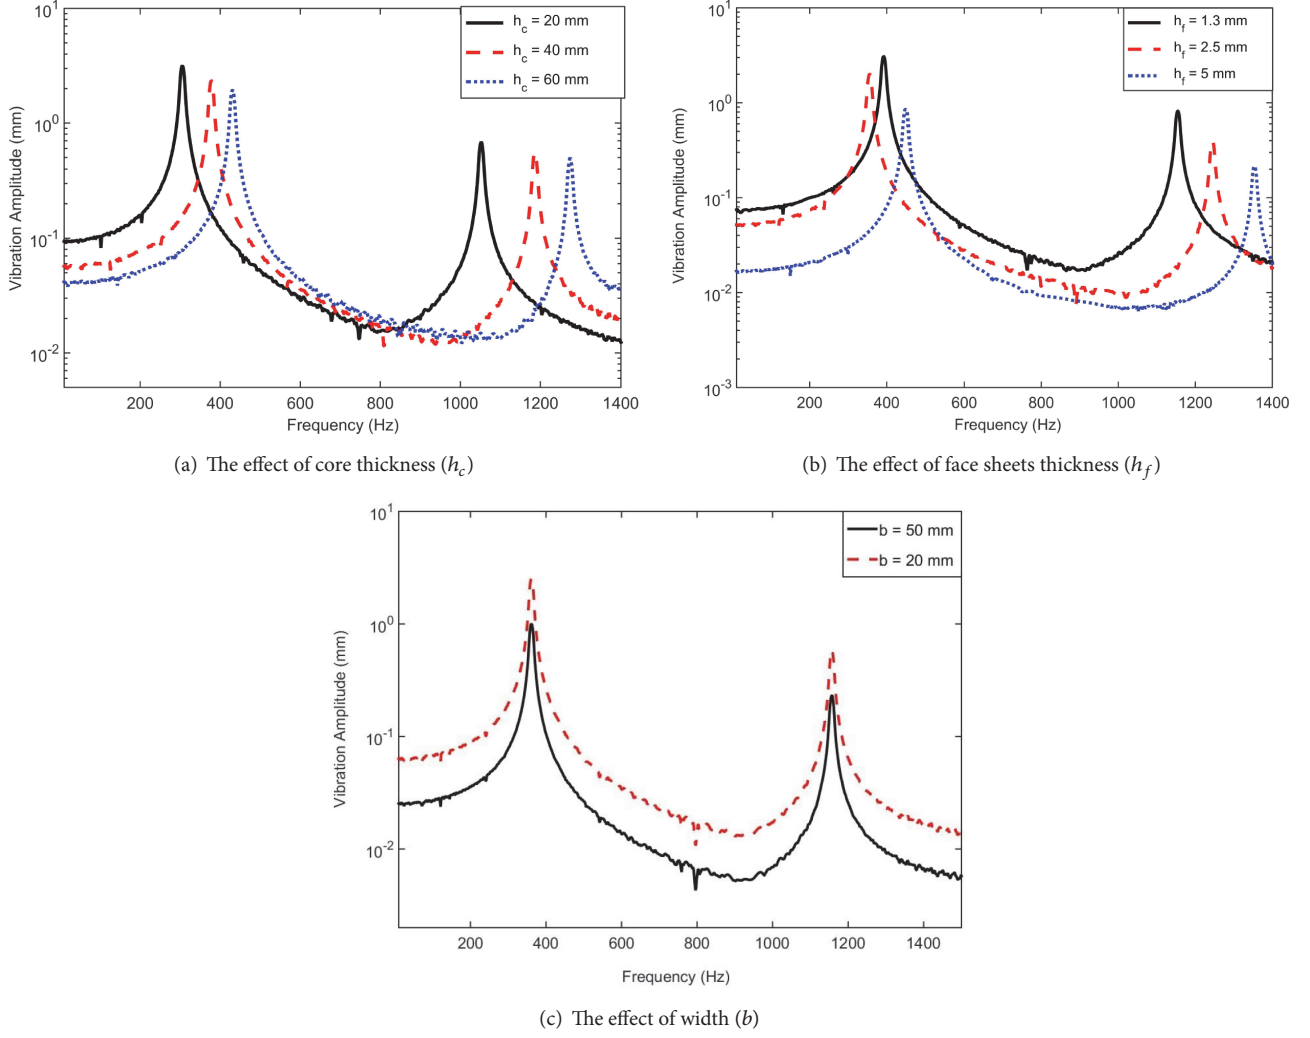 10^1
10^0
10^-1
10^-2
Vibration Amplitude (mm)
h_c = 20 mm
h_c = 40 mm
h_c = 60 mm
200 400 600 800 1000 1200 1400
Frequency (Hz)
(a) The effect of core thickness (h_c)
10^1
10^0
10^-1
10^-2
10^-3
Vibration Amplitude (mm)
h_f = 1.3 mm
h_f = 2.5 mm
h_f = 5 mm
200 400 600 800 1000 1200 1400
Frequency (Hz)
(b) The effect of face sheets thickness (h_f)
10^1
10^0
10^-1
10^-2
Vibration Amplitude (mm)
b = 50 mm
b = 20 mm
200 400 600 800 1000 1200 1400
Frequency (Hz)
(c) The effect of width (b)